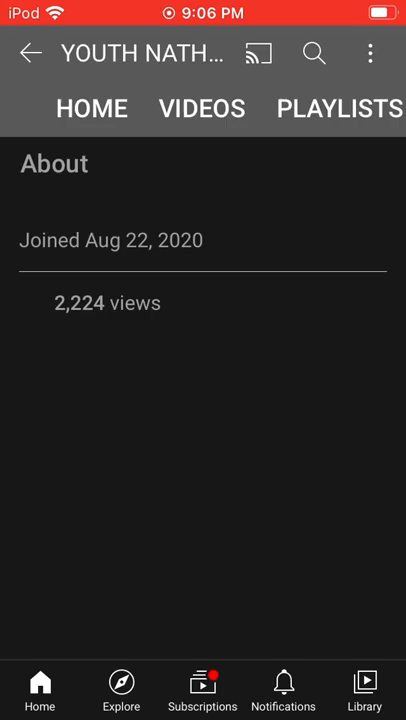 iPod 9:06 PM
YOUTH NATH...
HOME VIDEOS PLAYLISTS
About
Joined Aug 22, 2020
2,224 views
Home Explore Subscriptions Notifications Library